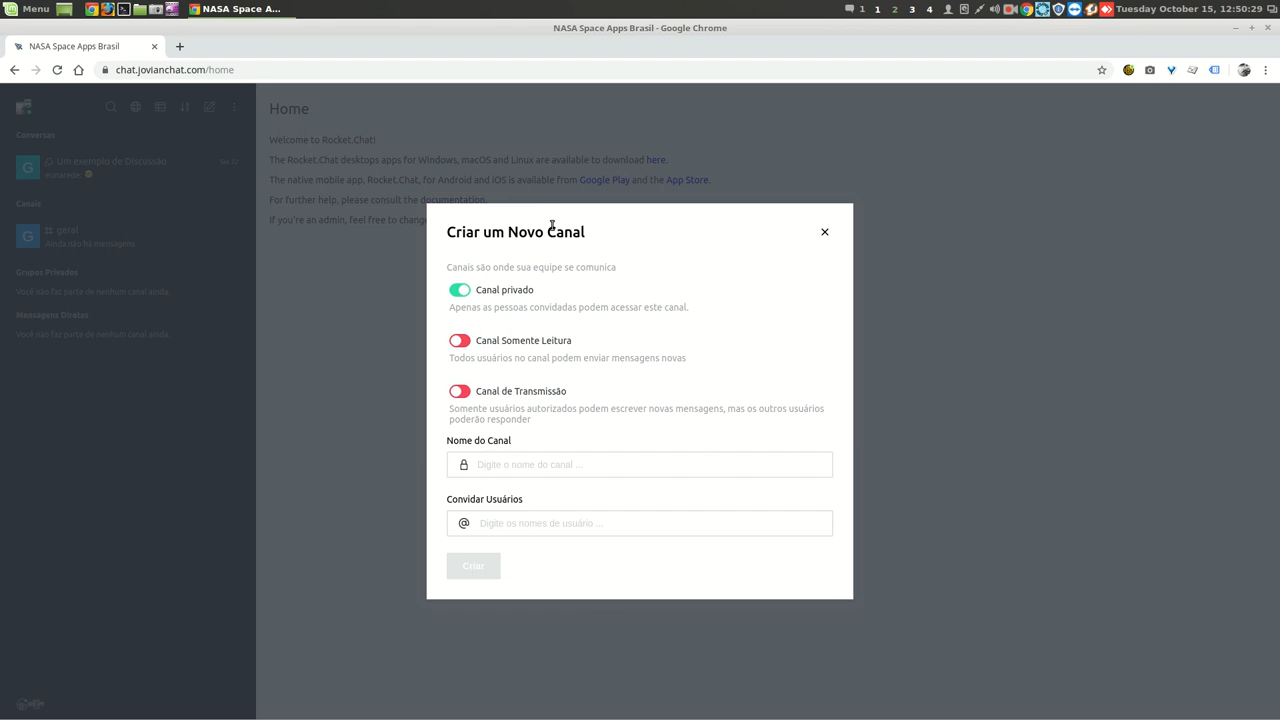 Menu
NASA Space A...
1 1 2 3 4
Tuesday October 15, 12:50:29
NASA Space Apps Brasil - Google Chrome
NASA Space Apps Brasil
chat.jovianchat.com/home
Home
Conversas
Welcome to Rocket.Chat!
G Um exemplo de Discussão
The Rocket.Chat desktops apps for Windows, macOS and Linux are available to download here.
The native mobile app, Rocket.Chat, for Android and iOS is available from Google Play and the App Store.
For further help, please consult the documentation.
If you're an admin, feel free to change
Canais
G geral
Ainda não há mensagens
Grupos Privados
Você não faz parte de nenhum canal ainda.
Mensagens Diretas
Você não faz parte de nenhum canal ainda.
Criar um Novo Canal
Canais são onde sua equipe se comunica
Canal privado
Apenas as pessoas convidadas podem acessar este canal.
Canal Somente Leitura
Todos usuários no canal podem enviar mensagens novas
Canal de Transmissão
Somente usuários autorizados podem escrever novas mensagens, mas os outros usuários
poderão responder
Nome do Canal
Digite o nome do canal ...
Convidar Usuários
@ Digite os nomes de usuário ...
Criar